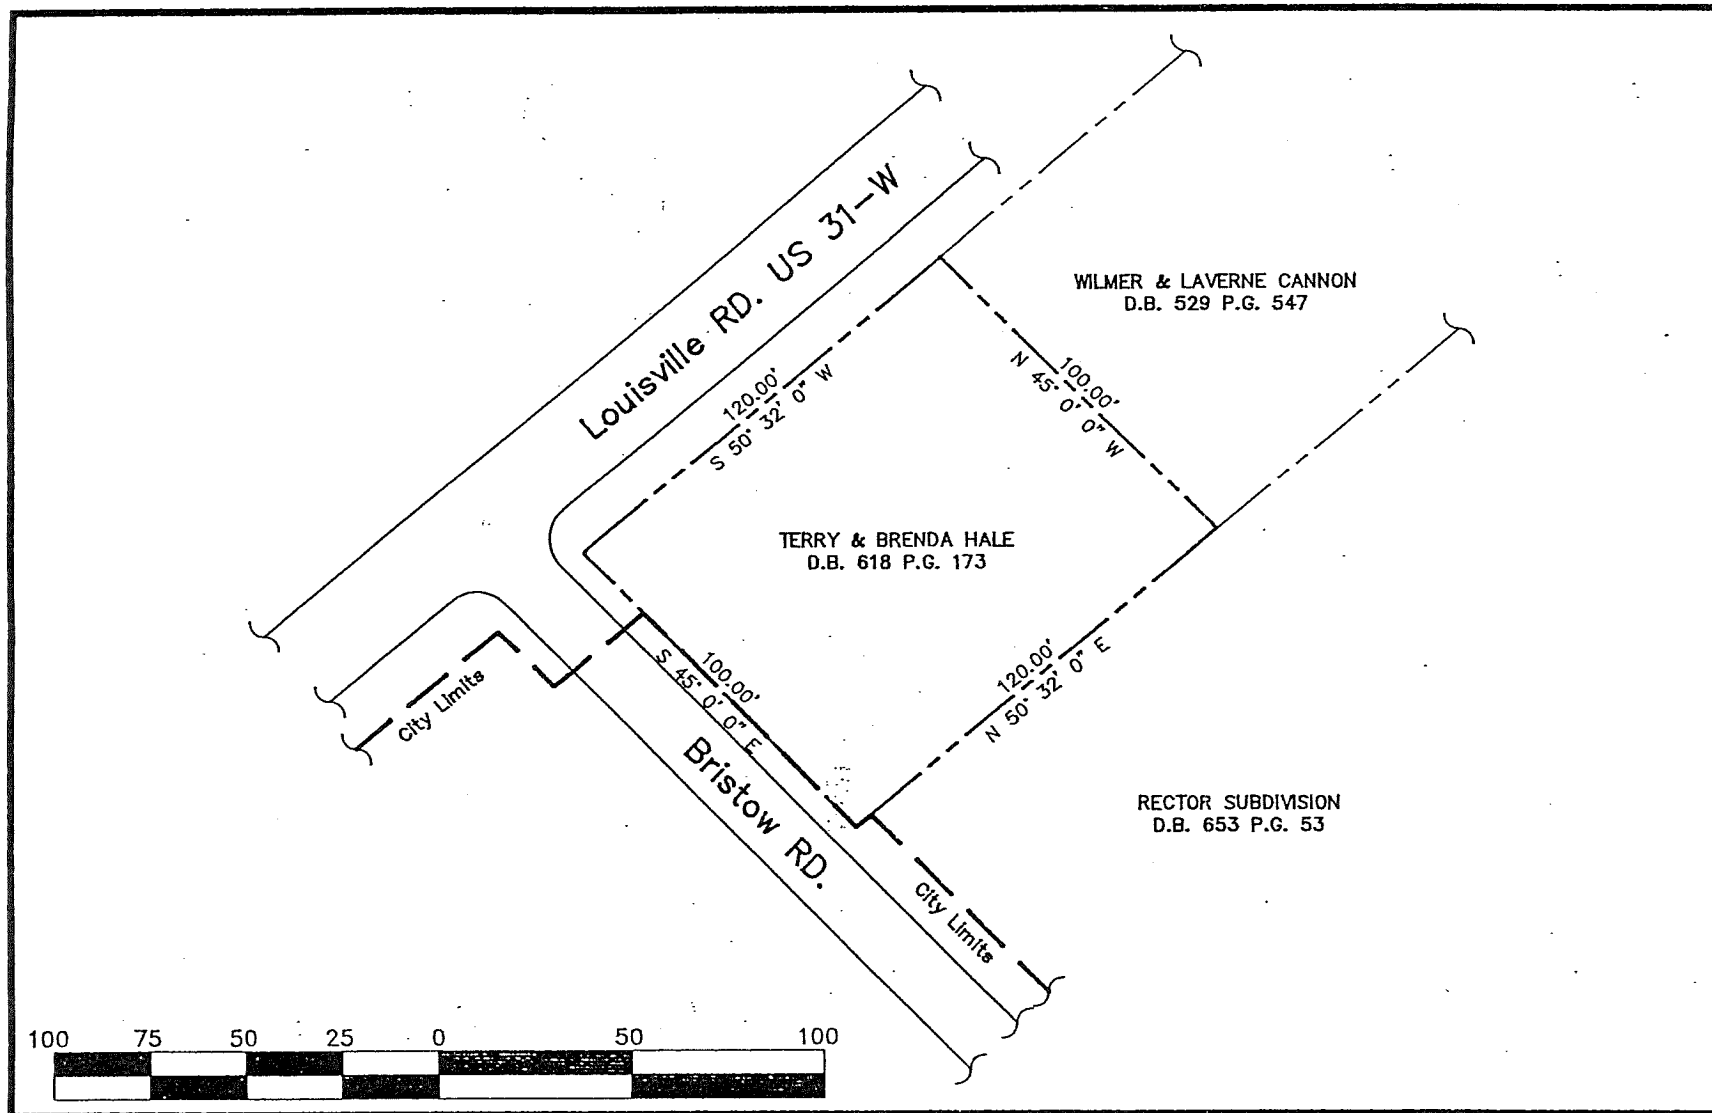 Louisville RD. US 31-W
WILMER & LAVERNE CANNON
D.B. 529 P.G. 547
120.00'
S 50° 32' 0" W
100.00'
N 45° 0' 0" W
TERRY & BRENDA HALE
D.B. 618 P.G. 173
100.00'
S 45° 0' 0" E
120.00'
N 50° 32' 0" E
City Limits
Bristow RD.
RECTOR SUBDIVISION
D.B. 653 P.G. 53
City Limits
100 75 50 25 0 50 100